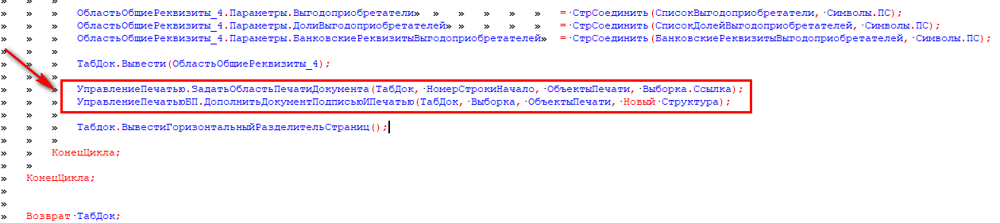 ОбластьОбщиеРеквизиты_4.Параметры.Выгодоприобретатели = СтрСоединить(СписокВыгодоприобретатели, Символы.ПС);
ОбластьОбщиеРеквизиты_4.Параметры.ДолиВыгодоприобретателей = СтрСоединить(СписокДолейВыгодоприобретателей, Символы.ПС);
ОбластьОбщиеРеквизиты_4.Параметры.БанковскиеРеквизитыВыгодоприобретателей = СтрСоединить(БанковскиеРеквизитыВыгодоприобретателей, Символы.ПС);
ТабДок.Вывести(ОбластьОбщиеРеквизиты_4);
УправлениеПечатью.ЗадатьОбластьПечатиДокумента(ТабДок, НомерСтрокиНачало, ОбъектыПечати, Выборка.Ссылка);
УправлениеПечатьюБП.ДополнитьДокументПодписьюИПечатью(ТабДок, Выборка, ОбъектыПечати, Новый Структура);
Табдок.ВывестиГоризонтальныйРазделительСтраниц();
КонецЦикла;
КонецЦикла;
Возврат ТабДок;